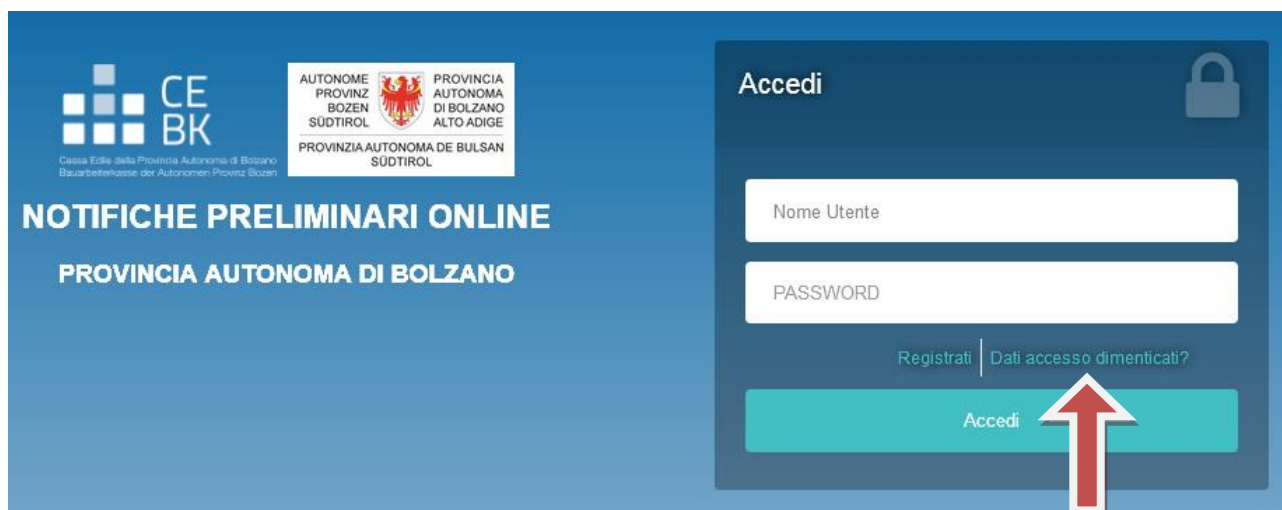 CE
BK
Cassa Edile della Provincia Autonoma di Bolzano
Bauarbeiterkasse der Autonomen Provinz Bozen
AUTONOME
PROVINZ
BOZEN
SÜDTIROL
PROVINCIA
AUTONOMA
DI BOLZANO
ALTO ADIGE
PROVINZIA AUTONOMA DE BULSAN
SÜDTIROL
NOTIFICHE PRELIMINARI ONLINE
PROVINCIA AUTONOMA DI BOLZANO
Accedi
Nome Utente
PASSWORD
Registrati Dati accesso dimenticati?
Accedi